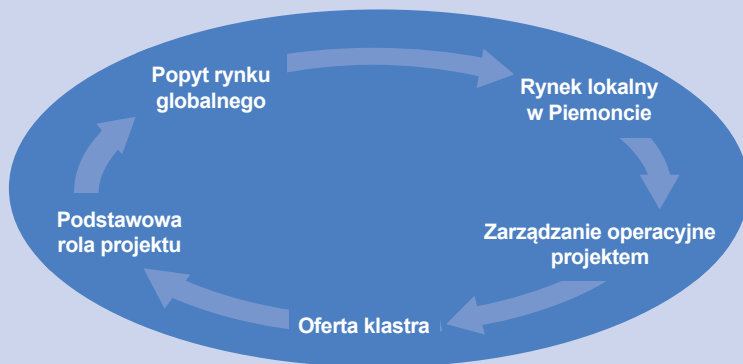 Popyt rynku
globalnego
Rynek lokalny
w Piemoncie
Zarządzanie operacyjne
projektem
Oferta klastra
Podstawowa
rola projektu